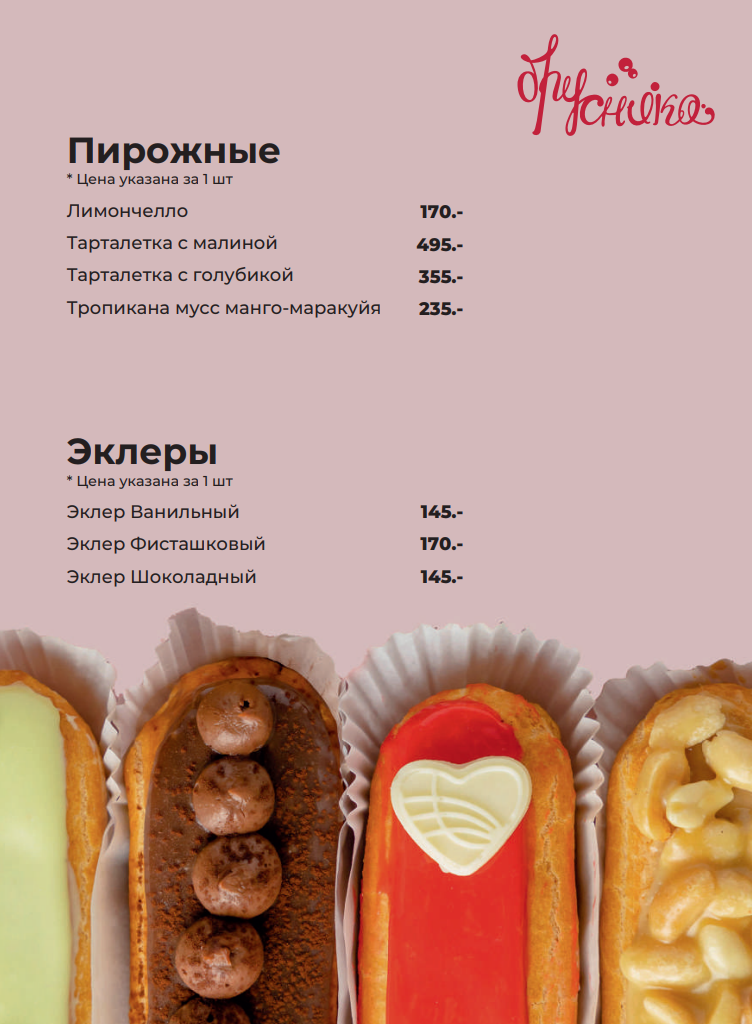 брусника
Пирожные
* Цена указана за 1 шт
Лимончелло 170.-
Тарталетка с малиной 495.-
Тарталетка с голубикой 355.-
Тропикана мусс манго-маракуйя 235.-
Эклеры
* Цена указана за 1 шт
Эклер Ванильный 145.-
Эклер Фисташковый 170.-
Эклер Шоколадный 145.-